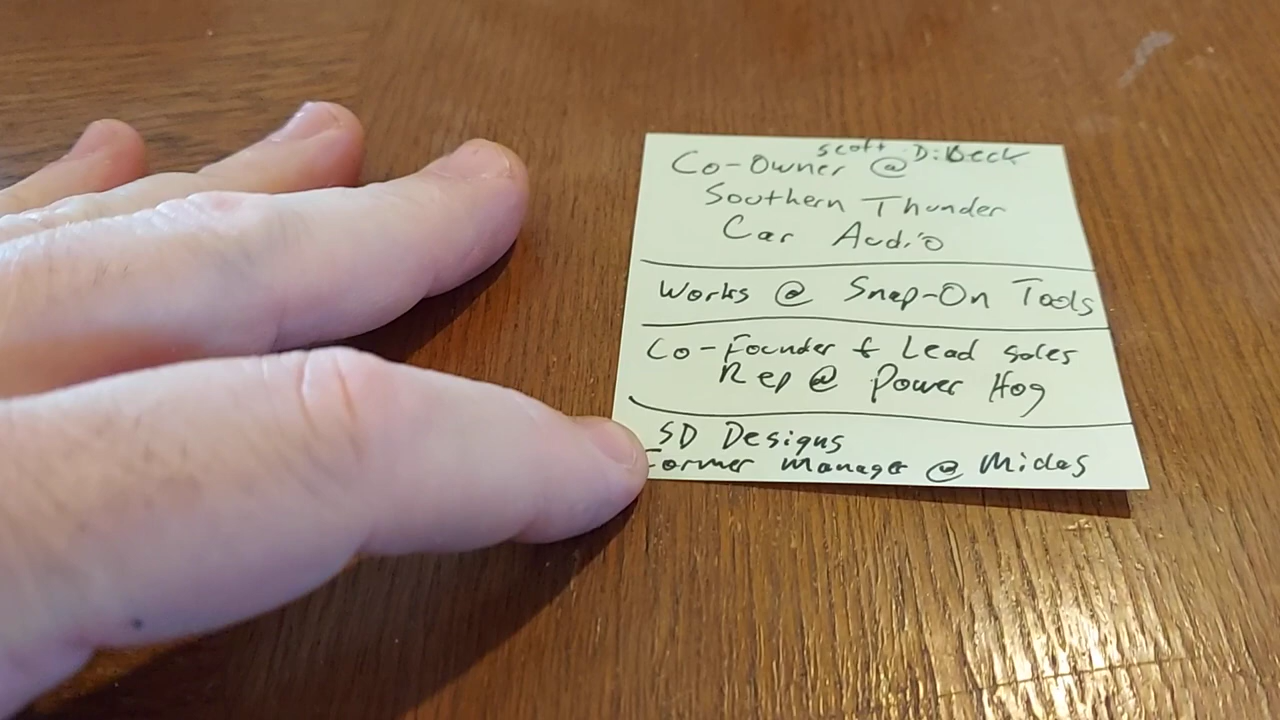 Scott Dibeck
Co-Owner @
Southern Thunder
Car Audio
Works @ Snap-On Tools
Co-Founder & Lead Sales
Rep @ Power Hog
SD Designs
Former Manager @ Midas